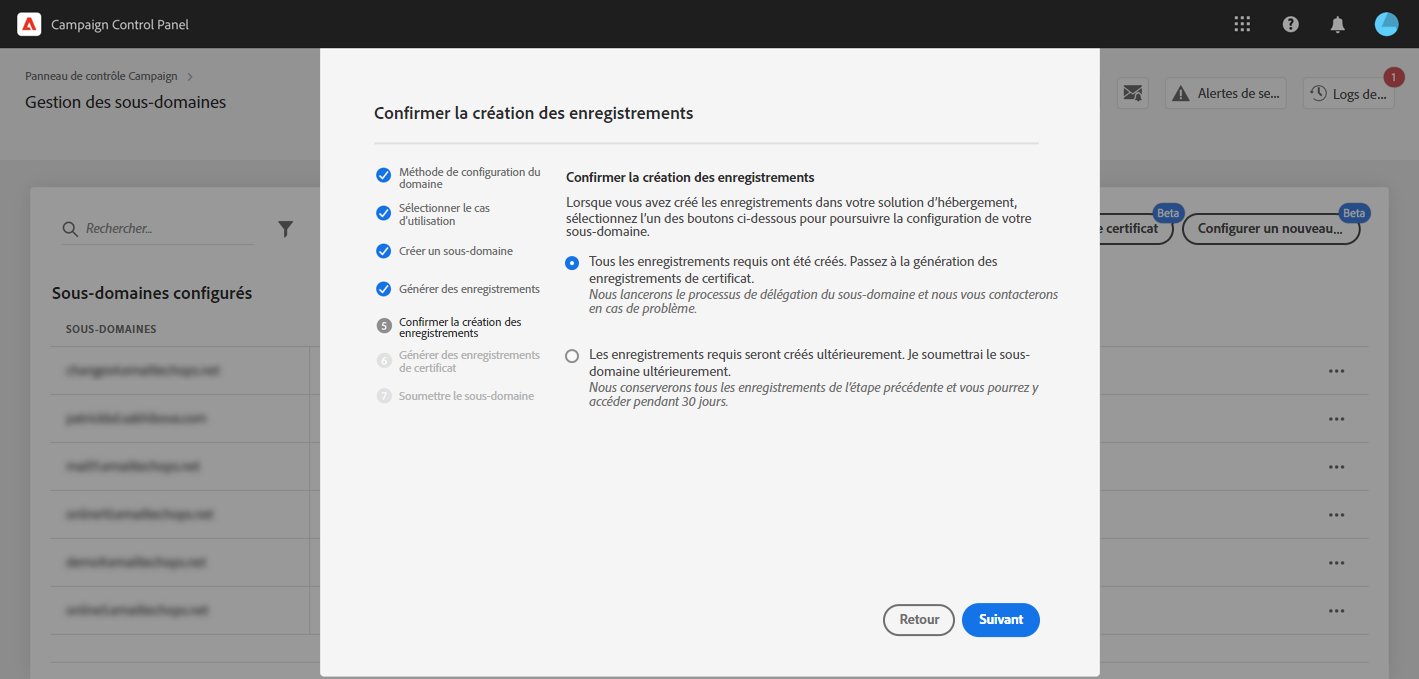 Campaign Control Panel
Panneau de contrôle Campaign
Gestion des sous-domaines
Alertes de se...
Logs de...
1
Rechercher...
Sous-domaines configurés
SOUS-DOMAINES
certificat
Beta
Configurer un nouveau...
Beta
Confirmer la création des enregistrements
Méthode de configuration du
domaine
Sélectionner le cas
d'utilisation
Créer un sous-domaine
Générer des enregistrements
5 Confirmer la création des
enregistrements
6 Générer des enregistrements
de certificat
7 Soumettre le sous-domaine
Confirmer la création des enregistrements
Lorsque vous avez créé les enregistrements dans votre solution d'hébergement,
sélectionnez l'un des boutons ci-dessous pour poursuivre la configuration de votre
sous-domaine.
Tous les enregistrements requis ont été créés. Passez à la génération des
enregistrements de certificat.
Nous lancerons le processus de délégation du sous-domaine et nous vous contacterons
en cas de problème.
Les enregistrements requis seront créés ultérieurement. Je soumettrai le sous-
domaine ultérieurement.
Nous conserverons tous les enregistrements de l'étape précédente et vous pourrez y
accéder pendant 30 jours.
Retour
Suivant